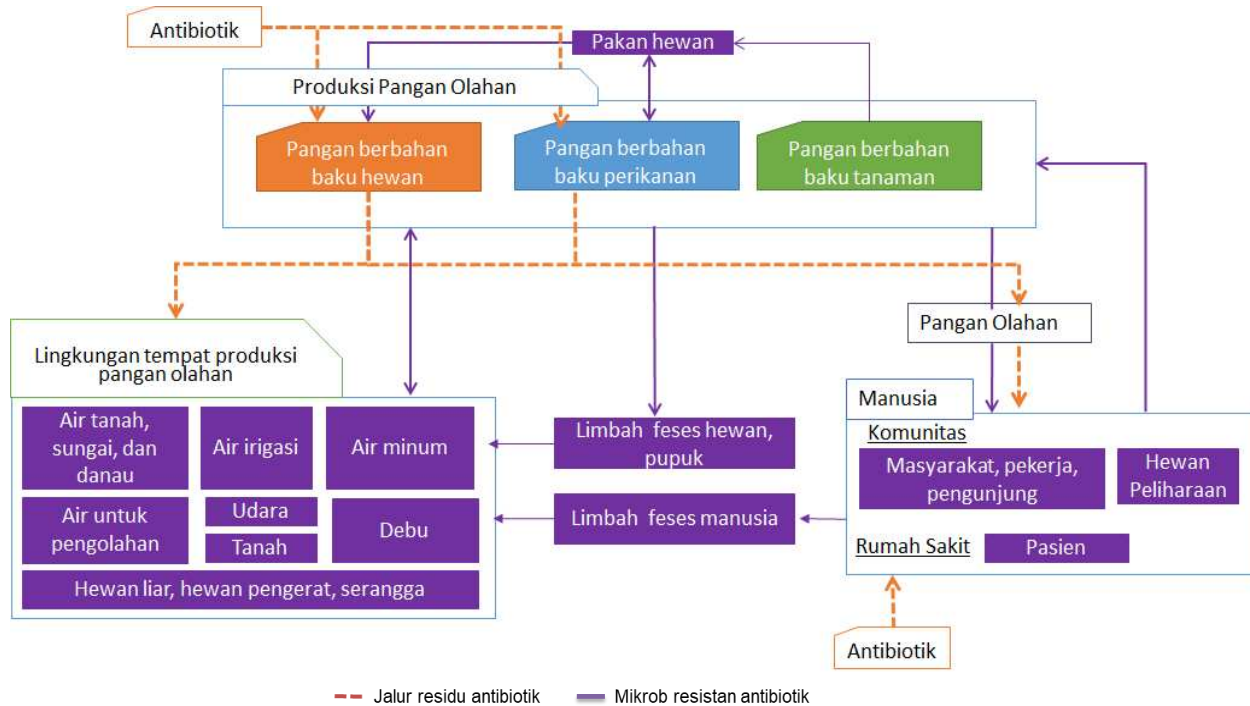 Antibiotik
Pakan hewan
Produksi Pangan Olahan
Pangan berbahan
baku hewan
Pangan berbahan
baku perikanan
Pangan berbahan
baku tanaman
Pangan Olahan
Lingkungan tempat produksi
pangan olahan
Air tanah,
sungai, dan
danau
Air irigasi
Air minum
Air untuk
pengolahan
Udara
Tanah
Debu
Hewan liar, hewan pengerat, serangga
Limbah feses hewan,
pupuk
Limbah feses manusia
Manusia
Komunitas
Masyarakat, pekerja,
pengunjung
Hewan
Peliharaan
Rumah Sakit
Pasien
Antibiotik
Jalur residu antibiotik
Mikrob resistan antibiotik